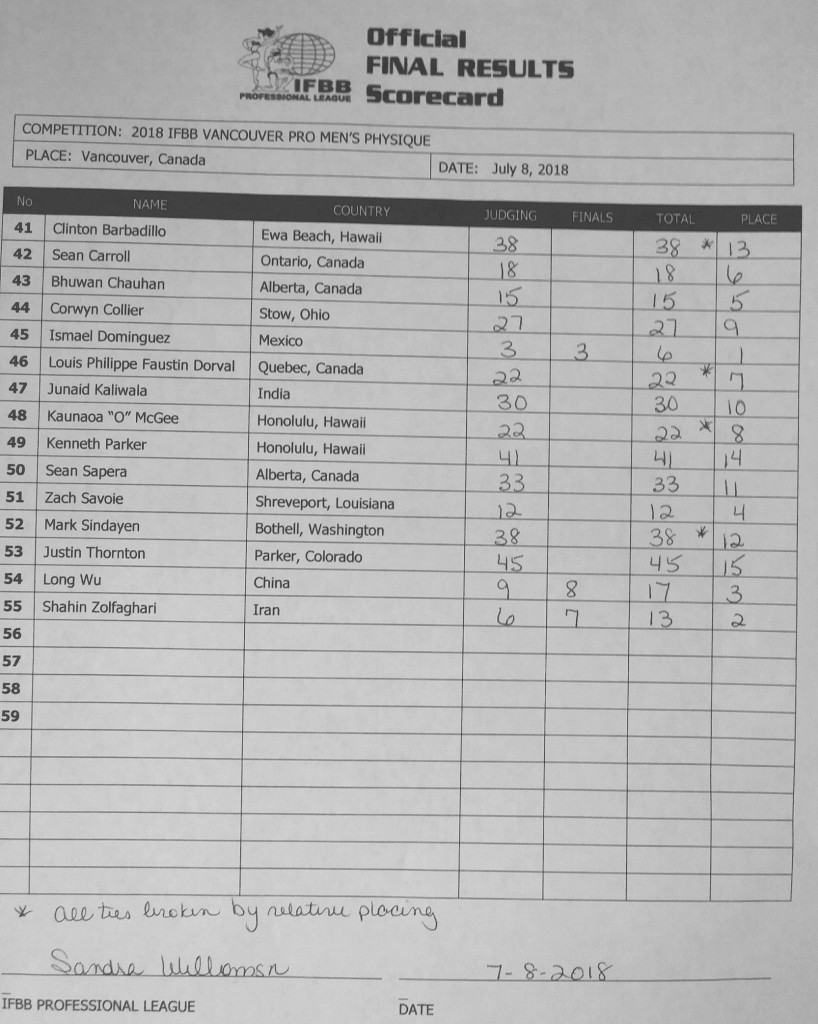 IFBB
PROFESSIONAL LEAGUE
Official
FINAL RESULTS
Scorecard
COMPETITION: 2018 IFBB VANCOUVER PRO MEN'S PHYSIQUE
PLACE: Vancouver, Canada DATE: July 8, 2018
No NAME COUNTRY JUDGING FINALS TOTAL PLACE
41 Clinton Barbadillo Ewa Beach, Hawaii 38 38 * 13
42 Sean Carroll Ontario, Canada 18 18 6
43 Bhuwan Chauhan Alberta, Canada 15 15 5
44 Corwyn Collier Stow, Ohio 27 27 9
45 Ismael Dominguez Mexico 3 3 6 1
46 Louis Philippe Faustin Dorval Quebec, Canada 22 22 * 7
47 Junaid Kaliwala India 30 30 10
48 Kaunaoa "O" McGee Honolulu, Hawaii 22 22 * 8
49 Kenneth Parker Honolulu, Hawaii 41 41 14
50 Sean Sapera Alberta, Canada 33 33 11
51 Zach Savoie Shreveport, Louisiana 12 12 4
52 Mark Sindayen Bothell, Washington 38 38 * 12
53 Justin Thornton Parker, Colorado 45 45 15
54 Long Wu China 9 8 17 3
55 Shahin Zolfaghari Iran 6 7 13 2
56
57
58
59
* all ties broken by relative placing
Sandra Williamson 7-8-2018
IFBB PROFESSIONAL LEAGUE DATE